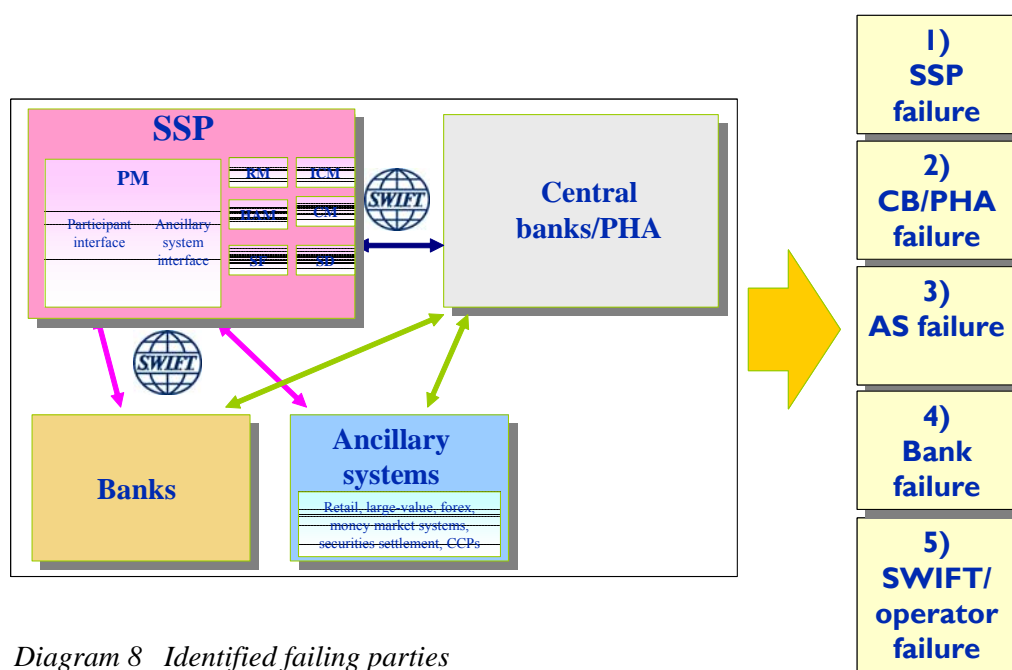 SSP
PM
Participant
interface
Ancillary
system
interface
RM
ICM
HAM
CM
SF
SD
SWIFT
Central
banks/PHA
SWIFT
Banks
Ancillary
systems
Retail, large-value, forex,
money market systems,
securities settlement, CCPs
1)
SSP
failure
2)
CB/PHA
failure
3)
AS failure
4)
Bank
failure
5)
SWIFT/
operator
failure
Diagram 8 Identified failing parties